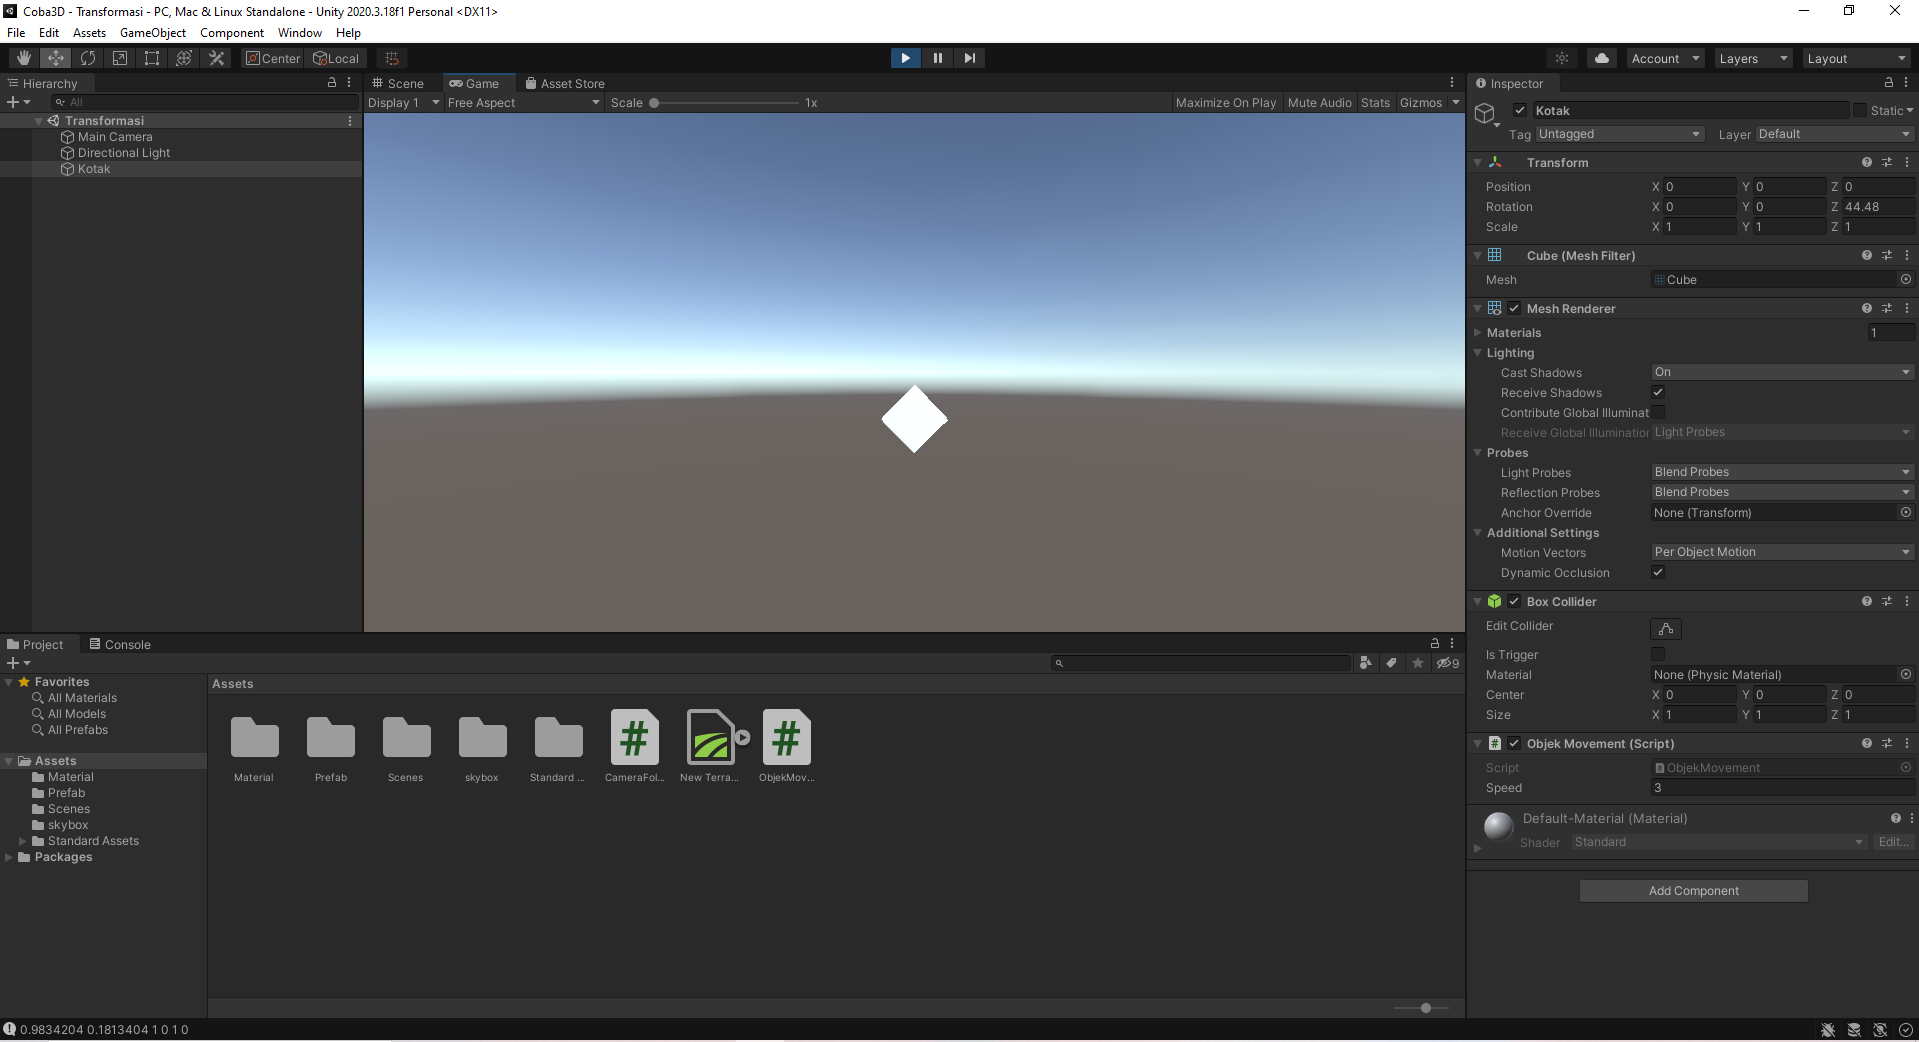 Coba3D - Transformasi - PC, Mac & Linux Standalone - Unity 2020.3.18f1 Personal <DX11>
File Edit Assets GameObject Component Window Help
Center Local
Account Layers Layout
Hierarchy
All
Transformasi
Main Camera
Directional Light
Kotak
Scene Game Asset Store
Display 1 Free Aspect Scale 1x Maximize On Play Mute Audio Stats Gizmos
Inspector
Kotak Static
Tag Untagged Layer Default
Transform
Position X 0 Y 0 Z 0
Rotation X 0 Y 0 Z 44.48
Scale X 1 Y 1 Z 1
Cube (Mesh Filter)
Mesh Cube
Mesh Renderer
Materials 1
Lighting
Cast Shadows On
Receive Shadows
Contribute Global Illuminat
Receive Global Illumination Light Probes
Probes
Light Probes Blend Probes
Reflection Probes Blend Probes
Anchor Override None (Transform)
Additional Settings
Motion Vectors Per Object Motion
Dynamic Occlusion
Box Collider
Edit Collider
Is Trigger
Material None (Physic Material)
Center X 0 Y 0 Z 0
Size X 1 Y 1 Z 1
Objek Movement (Script)
Script ObjekMovement
Speed 3
Default-Material (Material)
Shader Standard Edit...
Add Component
Project Console
9
Favorites
All Materials
All Models
All Prefabs
Assets
Material
Prefab
Scenes
skybox
Standard Assets
Packages
Assets
# #
Material Prefab Scenes skybox Standard ... CameraFol... New Terra... ObjekMov...
0.9834204 0.1813404 1 0 1 0